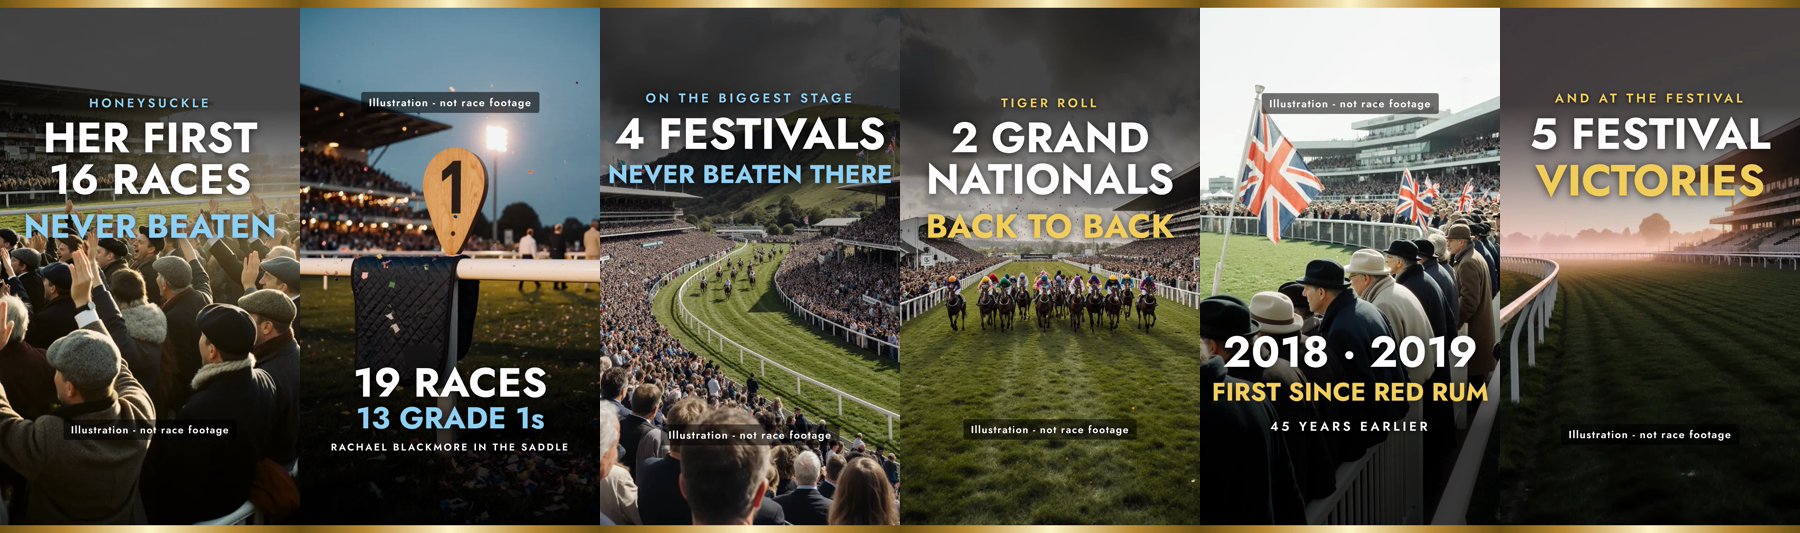 HONEYSUCKLE
HER FIRST
16 RACES
NEVER BEATEN
Illustration - not race footage
Illustration - not race footage
1
19 RACES
13 GRADE 1s
RACHAEL BLACKMORE IN THE SADDLE
ON THE BIGGEST STAGE
4 FESTIVALS
NEVER BEATEN THERE
Illustration - not race footage
TIGER ROLL
2 GRAND
NATIONALS
BACK TO BACK
Illustration - not race footage
Illustration - not race footage
2018 · 2019
FIRST SINCE RED RUM
45 YEARS EARLIER
AND AT THE FESTIVAL
5 FESTIVAL
VICTORIES
Illustration - not race footage